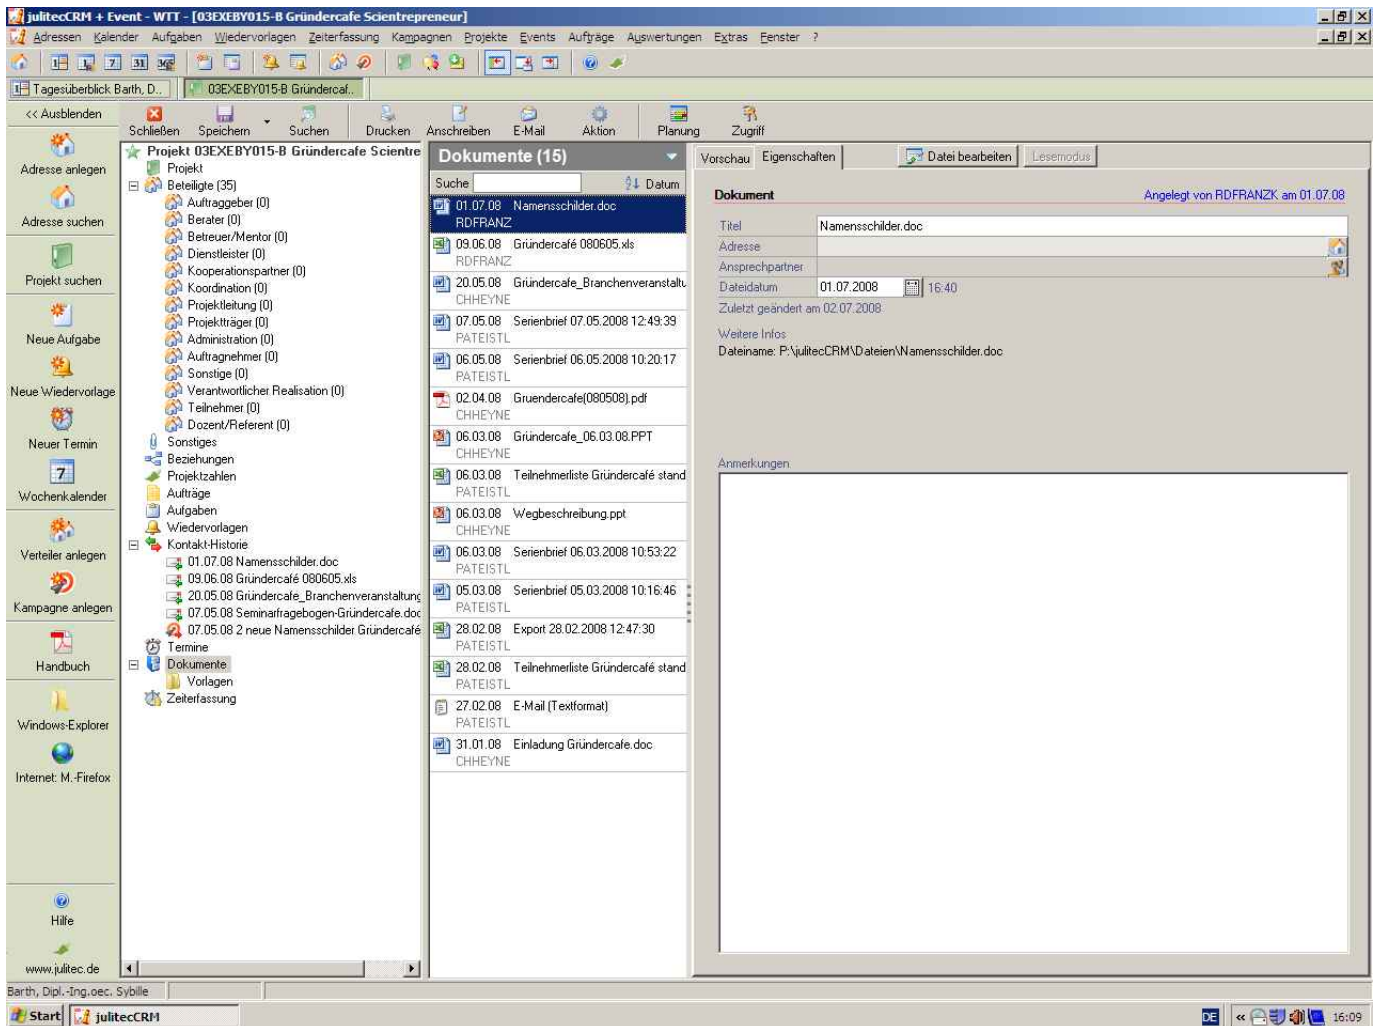 julitecCRM + Event - WTT - [03EXEBY015-B Gründercafe Scientrepreneur]
Adressen Kalender Aufgaben Wiedervorlagen Zeiterfassung Kampagnen Projekte Events Aufträge Auswertungen Extras Fenster ?
Tagesüberblick Barth, D.. 03EXEBY015-B Gründercaf..
<< Ausblenden
Schließen Speichern Suchen Drucken Anschreiben E-Mail Aktion Planung Zugriff
Adresse anlegen
Adresse suchen
Projekt suchen
Neue Aufgabe
Neue Wiedervorlage
Neuer Termin
7
Wochenkalender
Verteiler anlegen
Kampagne anlegen
Handbuch
Windows-Explorer
Internet: M.-Firefox
Hilfe
www.julitec.de
Projekt 03EXEBY015-B Gründercafe Scientre
Projekt
Beteiligte (35)
Auftraggeber (0)
Berater (0)
Betreuer/Mentor (0)
Dienstleister (0)
Kooperationspartner (0)
Koordination (0)
Projektleitung (0)
Projektträger (0)
Administration (0)
Auftragnehmer (0)
Sonstige (0)
Verantwortlicher Realisation (0)
Teilnehmer (0)
Dozent/Referent (0)
Sonstiges
Beziehungen
Projektzahlen
Aufträge
Aufgaben
Wiedervorlagen
Kontakt-Historie
01.07.08 Namensschilder.doc
09.06.08 Gründercafé 080605.xls
20.05.08 Gründercafe_Branchenveranstaltung
07.05.08 Seminarfragebogen-Gründercafe.doc
07.05.08 2 neue Namensschilder Gründercafé
Termine
Dokumente
Vorlagen
Zeiterfassung
Dokumente (15)
Suche Datum
01.07.08 Namensschilder.doc
RDFRANZ
09.06.08 Gründercafé 080605.xls
RDFRANZ
20.05.08 Gründercafe_Branchenveranstaltu
CHHEYNE
07.05.08 Serienbrief 07.05.2008 12:49:39
PATEISTL
06.05.08 Serienbrief 06.05.2008 10:20:17
PATEISTL
02.04.08 Gruendercafe(080508).pdf
CHHEYNE
06.03.08 Gründercafe_06.03.08.PPT
CHHEYNE
06.03.08 Teilnehmerliste Gründercafé stand
PATEISTL
06.03.08 Wegbeschreibung.ppt
CHHEYNE
06.03.08 Serienbrief 06.03.2008 10:53:22
PATEISTL
05.03.08 Serienbrief 05.03.2008 10:16:46
PATEISTL
28.02.08 Export 28.02.2008 12:47:30
PATEISTL
28.02.08 Teilnehmerliste Gründercafé stand
PATEISTL
27.02.08 E-Mail (Textformat)
PATEISTL
31.01.08 Einladung Gründercafe.doc
CHHEYNE
Vorschau Eigenschaften Datei bearbeiten Lesemodus
Dokument Angelegt von RDFRANZK am 01.07.08
Titel Namensschilder.doc
Adresse
Ansprechpartner
Dateidatum 01.07.2008 16:40
Zuletzt geändert am 02.07.2008
Weitere Infos
Dateiname: P:\julitecCRM\Dateien\Namensschilder.doc
Anmerkungen
Barth, Dipl.-Ing.oec. Sybille
Start julitecCRM DE « 16:09